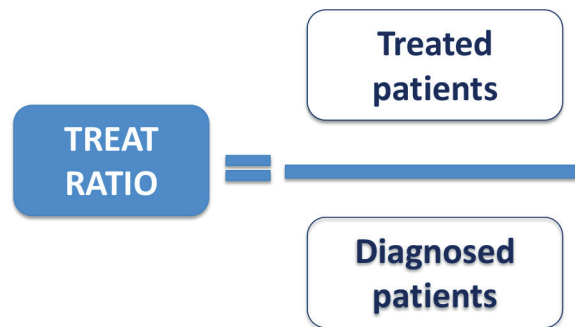 Treated
patients
TREAT
RATIO
=
Diagnosed
patients